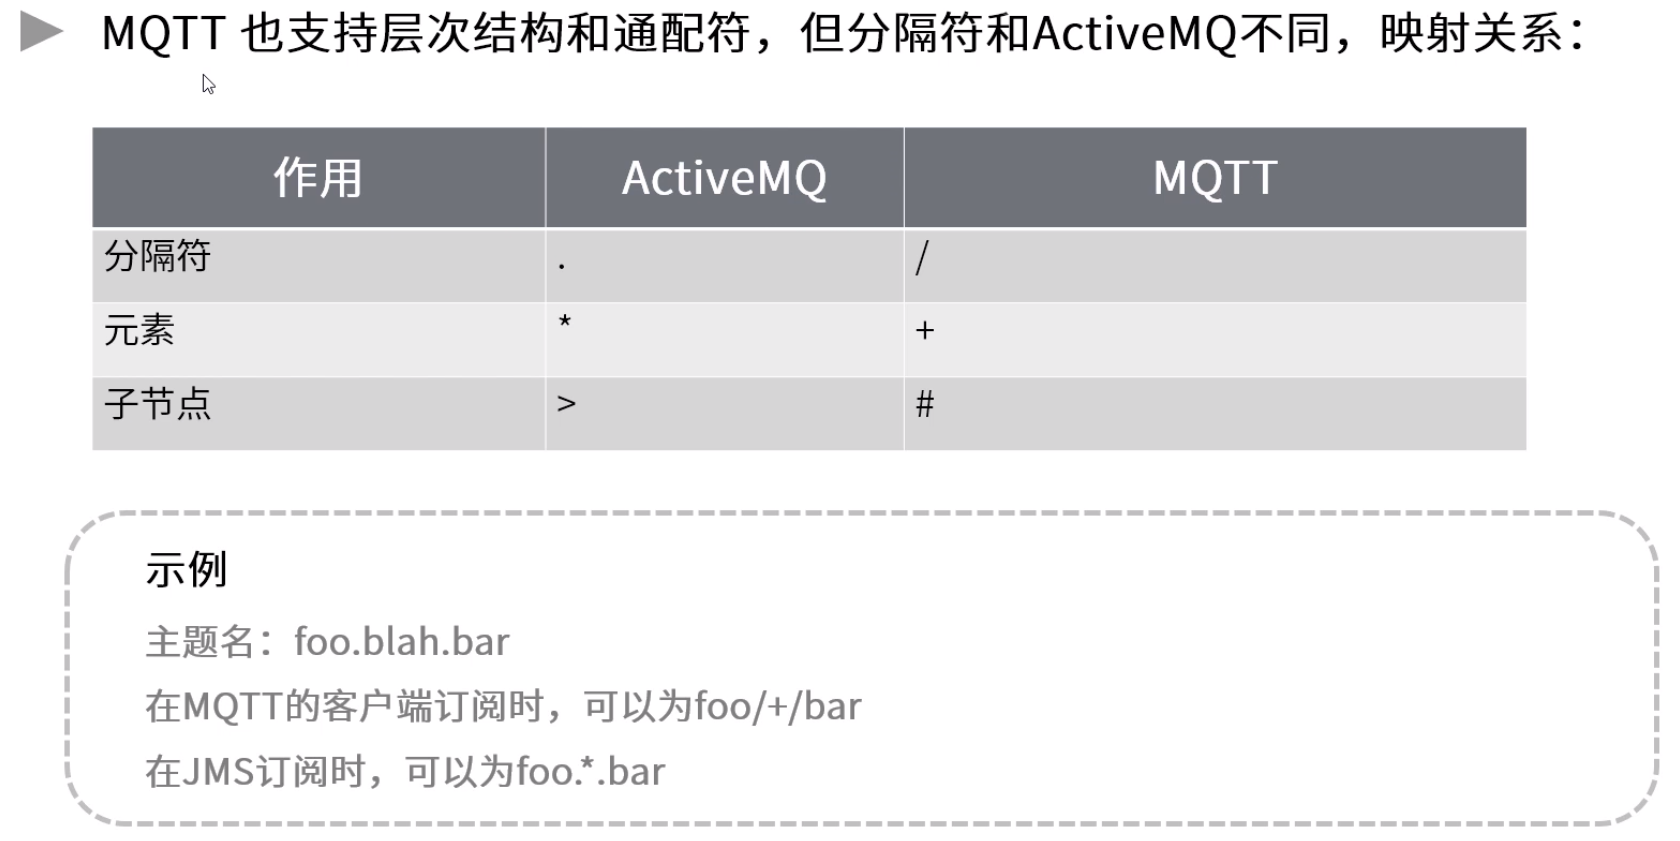 MQTT 也支持层次结构和通配符，但分隔符和ActiveMQ不同，映射关系：
作用 ActiveMQ MQTT
分隔符 . /
元素 * +
子节点 > #
示例
主题名：foo.blah.bar
在MQTT的客户端订阅时，可以为foo/+/bar
在JMS订阅时，可以为foo.*.bar